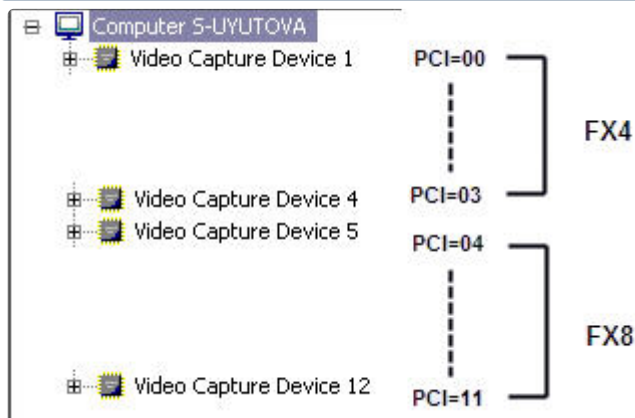 Computer S-UYUTOVA
Video Capture Device 1 PCI=00
FX4
Video Capture Device 4 PCI=03
Video Capture Device 5 PCI=04
FX8
Video Capture Device 12 PCI=11